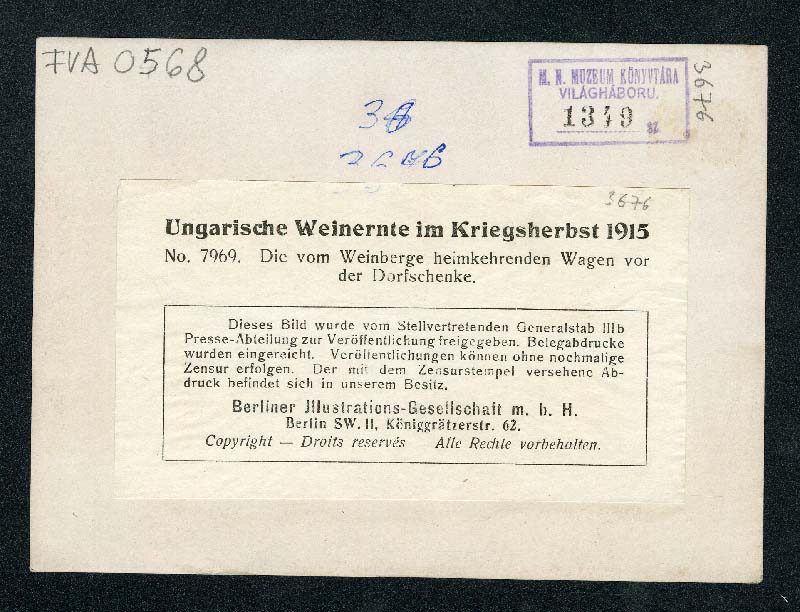 FVA 0568
M. N. MUZEUM KÖNYVTÁRA
VILÁGHÁBORU.
1349
3676
3676
Ungarische Weinernte im Kriegsherbst 1915
No. 7969. Die vom Weinberge heimkehrenden Wagen vor
der Dorfschenke.
Dieses Bild wurde vom Stellvertretenden Generalstab IIIb
Presse-Abteilung zur Veröffentlichung freigegeben. Belegabdrucke
wurden eingereicht. Veröffentlichungen können ohne nochmalige
Zensur erfolgen. Der mit dem Zensurstempel versehene Ab-
druck befindet sich in unserem Besitz.
Berliner Jllustrations-Gesellschaft m. b. H.
Berlin SW. 11, Königgrätzerstr. 62.
Copyright — Droits reservés Alle Rechte vorbehalten.